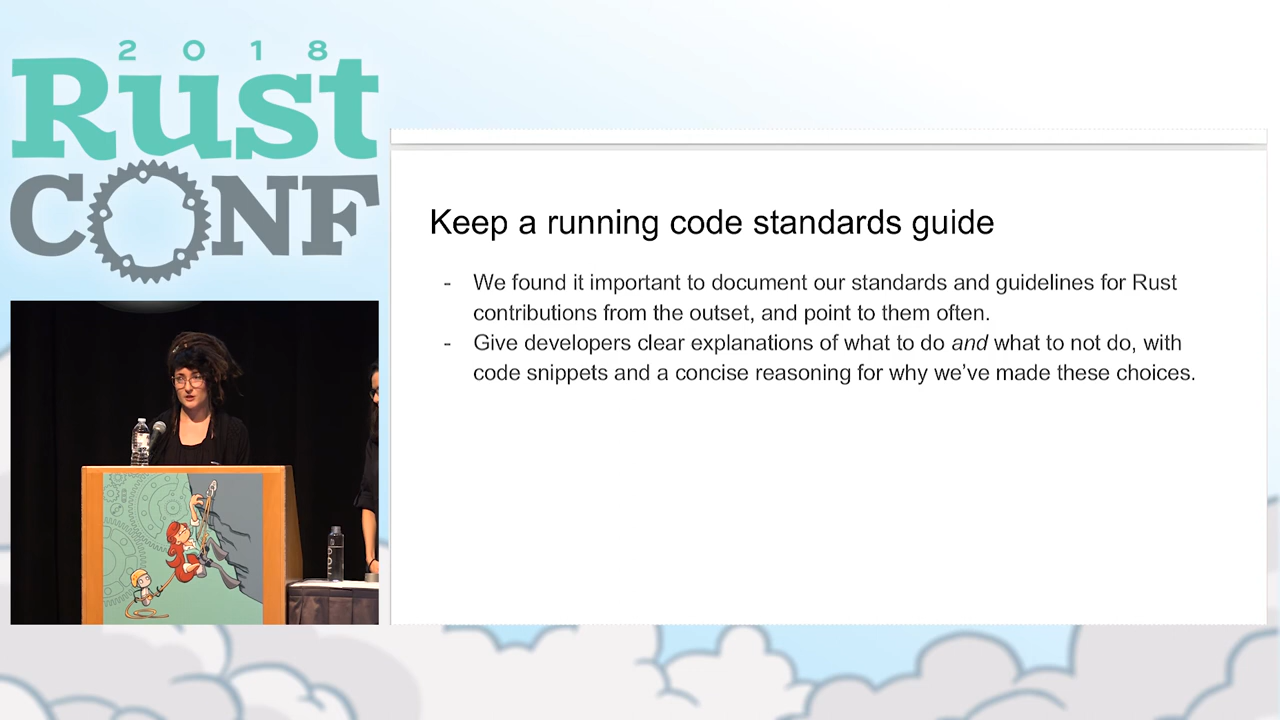 2018
Rust
CONF
Keep a running code standards guide
- We found it important to document our standards and guidelines for Rust
contributions from the outset, and point to them often.
- Give developers clear explanations of what to do and what to not do, with
code snippets and a concise reasoning for why we’ve made these choices.